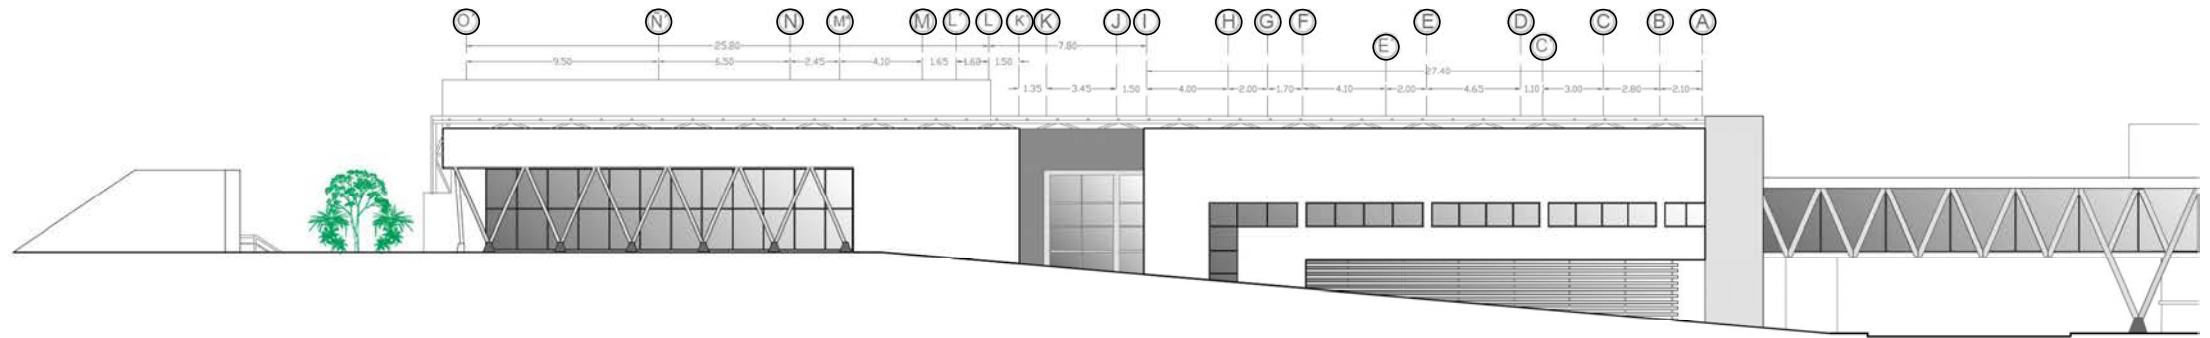 O´ N´ N M" M L´ L K´ K J I H G F E D C B A
E´ C´
25.80 7.80
9.50 6.50 2.45 4.10 1.65 1.60 1.50
27.40
1.35 3.45 1.50 4.00 2.00 1.70 4.10 2.00 4.65 1.10 3.00 2.80 2.10